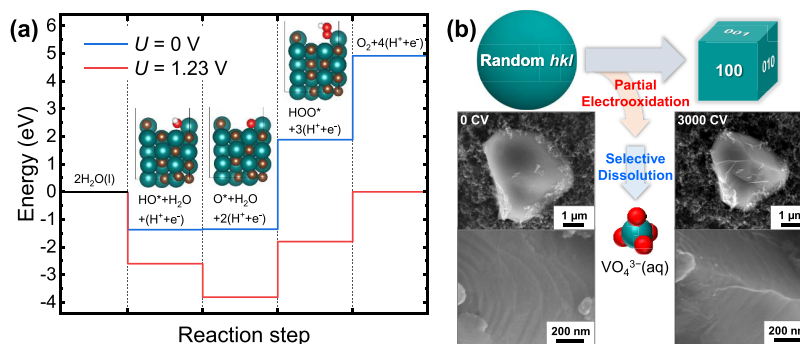 (a)
6
5
4
3
2
1
0
-1
-2
-3
-4
Energy (eV)
Reaction step
U = 0 V
U = 1.23 V
2H₂O(l)
HO*+H₂O
+(H⁺+e⁻)
O*+H₂O
+2(H⁺+e⁻)
HOO*
+3(H⁺+e⁻)
O₂+4(H⁺+e⁻)
(b)
Random hkl
001
100
010
Partial
Electrooxidation
0 CV
1 μm
200 nm
Selective
Dissolution
VO₄³⁻(aq)
3000 CV
1 μm
200 nm